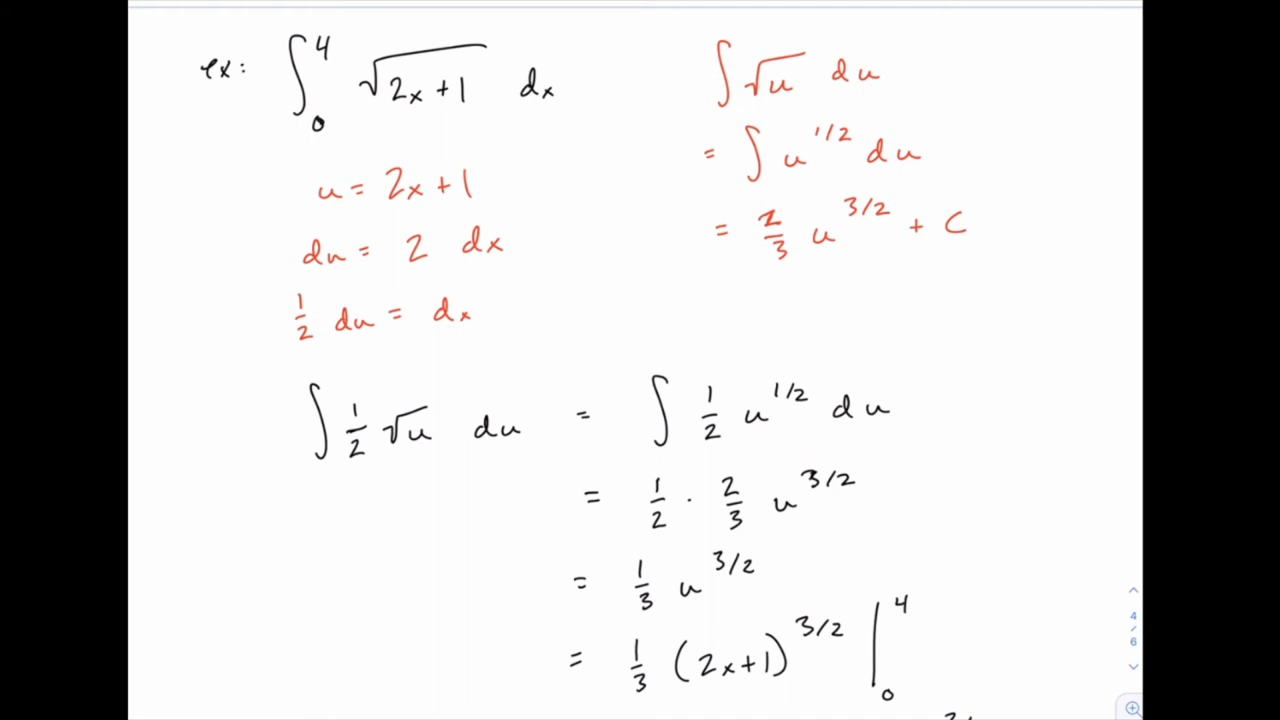 ex: ∫₀⁴ √(2x+1) dx
u = 2x+1
du = 2 dx
1/2 du = dx
∫ √u du
= ∫ u^(1/2) du
= 2/3 u^(3/2) + C
∫ 1/2 √u du = ∫ 1/2 u^(1/2) du
= 1/2 · 2/3 u^(3/2)
= 1/3 u^(3/2)
= 1/3 (2x+1)^(3/2) |₀⁴
4
/
6